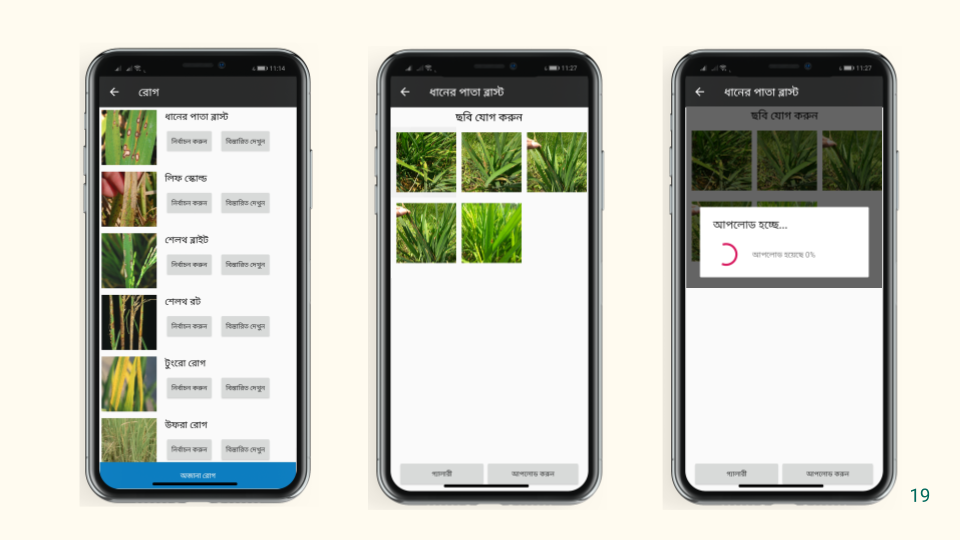 11:14
রোগ
ধানের পাতা ব্লাস্ট
নির্বাচন করুন বিস্তারিত দেখুন
লিফ স্কোল্ড
নির্বাচন করুন বিস্তারিত দেখুন
শেলথ ব্লাইট
নির্বাচন করুন বিস্তারিত দেখুন
শেলথ রট
নির্বাচন করুন বিস্তারিত দেখুন
টুংরো রোগ
নির্বাচন করুন বিস্তারিত দেখুন
উফরা রোগ
নির্বাচন করুন বিস্তারিত দেখুন
অজানা রোগ
11:27
ধানের পাতা ব্লাস্ট
ছবি যোগ করুন
গ্যালারী আপলোড করুন
11:27
ধানের পাতা ব্লাস্ট
ছবি যোগ করুন
আপলোড হচ্ছে...
আপলোড হয়েছে 0%
গ্যালারী আপলোড করুন
19